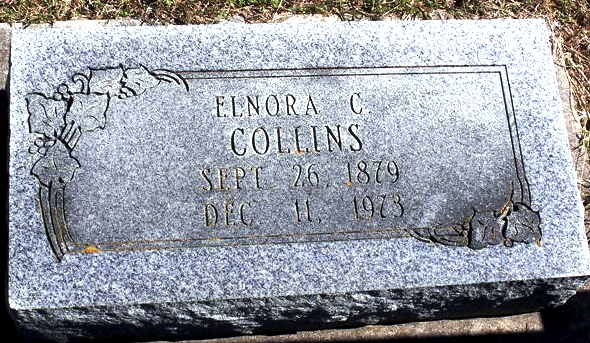 ELNORA C.
COLLINS
SEPT 26, 1879
DEC 11, 1973